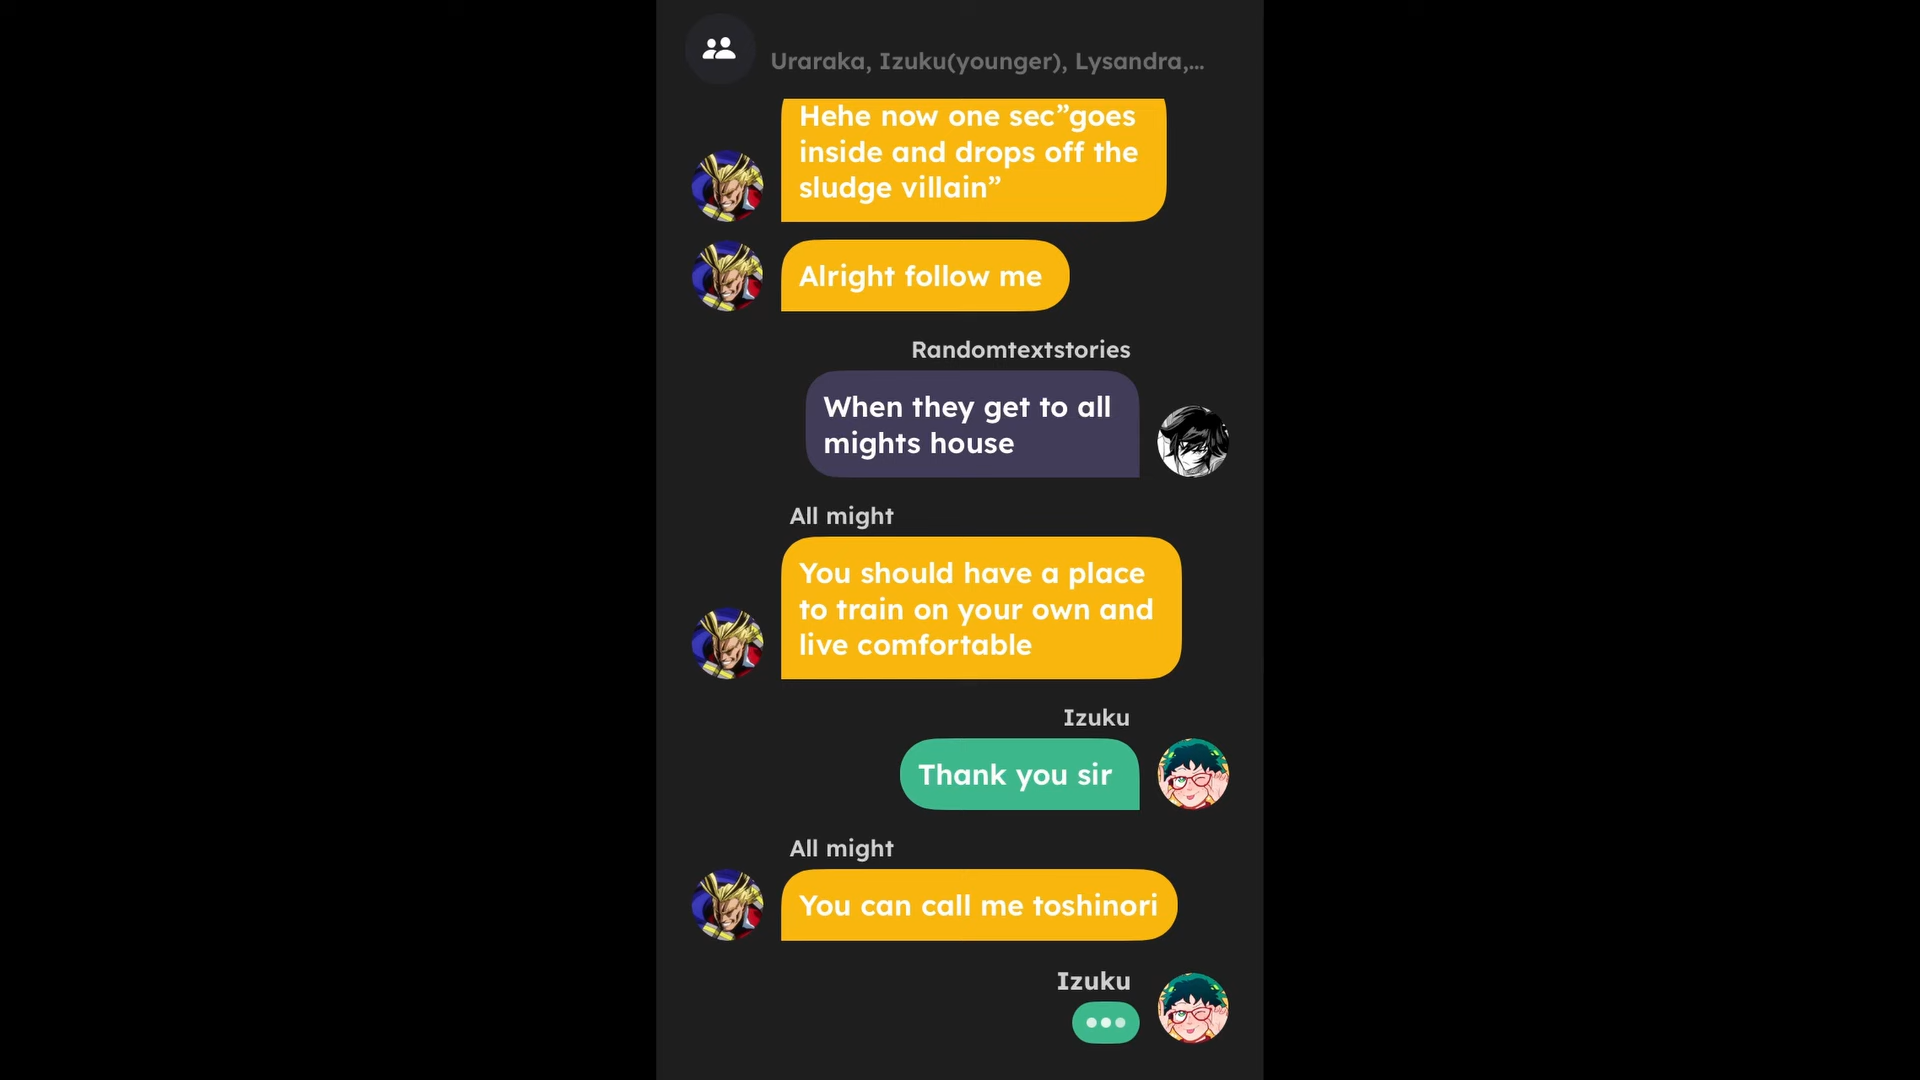 Uraraka, Izuku(younger), Lysandra,...
Hehe now one sec”goes
inside and drops off the
sludge villain”
Alright follow me
Randomtextstories
When they get to all
mights house
All might
You should have a place
to train on your own and
live comfortable
Izuku
Thank you sir
All might
You can call me toshinori
Izuku